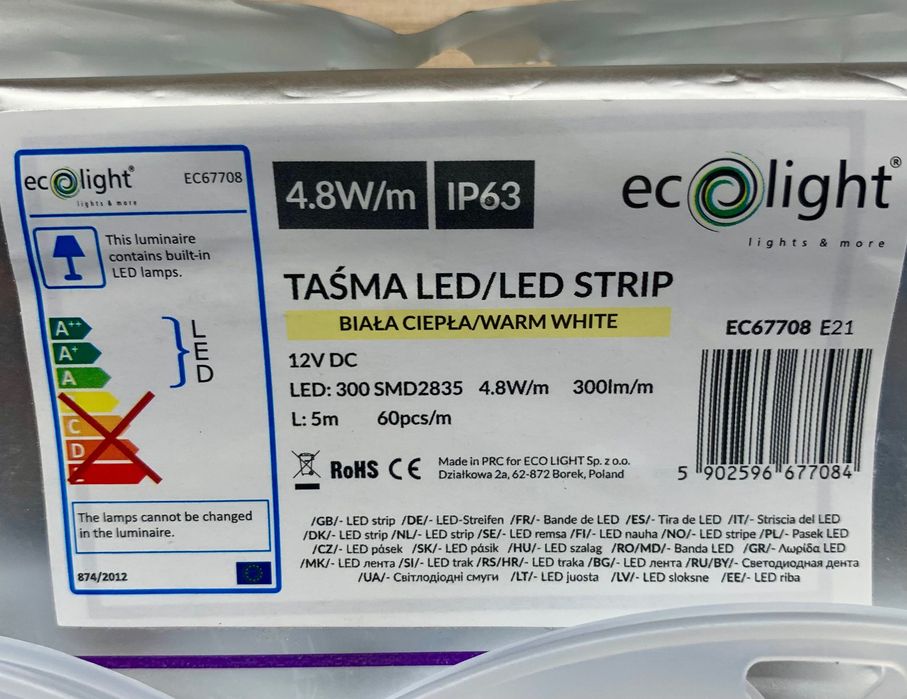 ecolight®
lights & more
EC67708
This luminaire
contains built-in
LED lamps.
A++
A+
A
L
E
D
C
D
The lamps cannot be changed
in the luminaire.
874/2012
4.8W/m IP63
ecolight®
lights & more
TAŚMA LED/LED STRIP
BIAŁA CIEPŁA/WARM WHITE
12V DC
LED: 300 SMD2835 4.8W/m 300lm/m
L: 5m 60pcs/m
EC67708 E21
5 902596 677084
RoHS CE
Made in PRC for ECO LIGHT Sp. z o.o.
Działkowa 2a, 62-872 Borek, Poland
/GB/- LED strip /DE/- LED-Streifen /FR/- Bande de LED /ES/- Tira de LED /IT/- Striscia del LED
/DK/- LED strip /NL/- LED strip /SE/- LED remsa /FI/- LED nauha /NO/- LED stripe /PL/- Pasek LED
/CZ/- LED pásek /SK/- LED pásik /HU/- LED szalag /RO/MD/- Banda LED /GR/- Λωρίδα LED
/MK/- LED лента /SI/- LED trak /RS/HR/- LED traka /BG/- LED лента /RU/BY/- Светодиодная дента
/UA/- Світлодіодні смуги /LT/- LED juosta /LV/- LED sloksne /EE/- LED riba